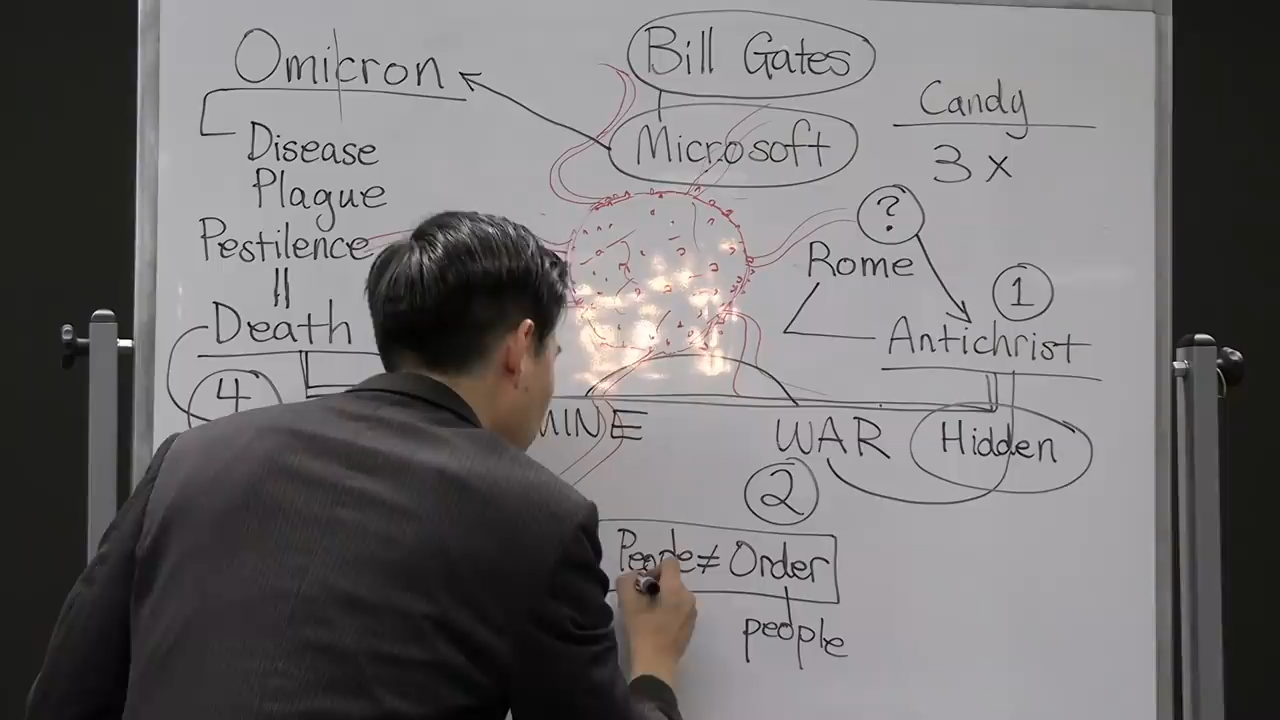 Omicron
Disease
Plague
Pestilence
=
Death
4
Bill Gates
Microsoft
Candy
3 x
?
Rome
1
Antichrist
MINE
WAR
Hidden
2
≠ Order
people